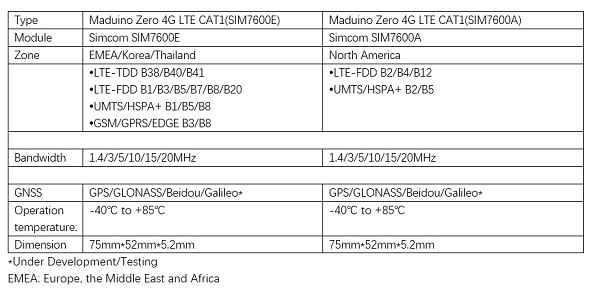 Type Maduino Zero 4G LTE CAT1(SIM7600E) Maduino Zero 4G LTE CAT1(SIM7600A)
Module Simcom SIM7600E Simcom SIM7600A
Zone EMEA/Korea/Thailand North America
•LTE-TDD B38/B40/B41 •LTE-FDD B2/B4/B12
•LTE-FDD B1/B3/B5/B7/B8/B20 •UMTS/HSPA+ B2/B5
•UMTS/HSPA+ B1/B5/B8
•GSM/GPRS/EDGE B3/B8
Bandwidth 1.4/3/5/10/15/20MHz 1.4/3/5/10/15/20MHz
GNSS GPS/GLONASS/Beidou/Galileo* GPS/GLONASS/Beidou/Galileo*
Operation -40℃ to +85℃ -40℃ to +85℃
temperature:
Dimension 75mm*52mm*5.2mm 75mm*52mm*5.2mm
*Under Development/Testing
EMEA: Europe, the Middle East and Africa